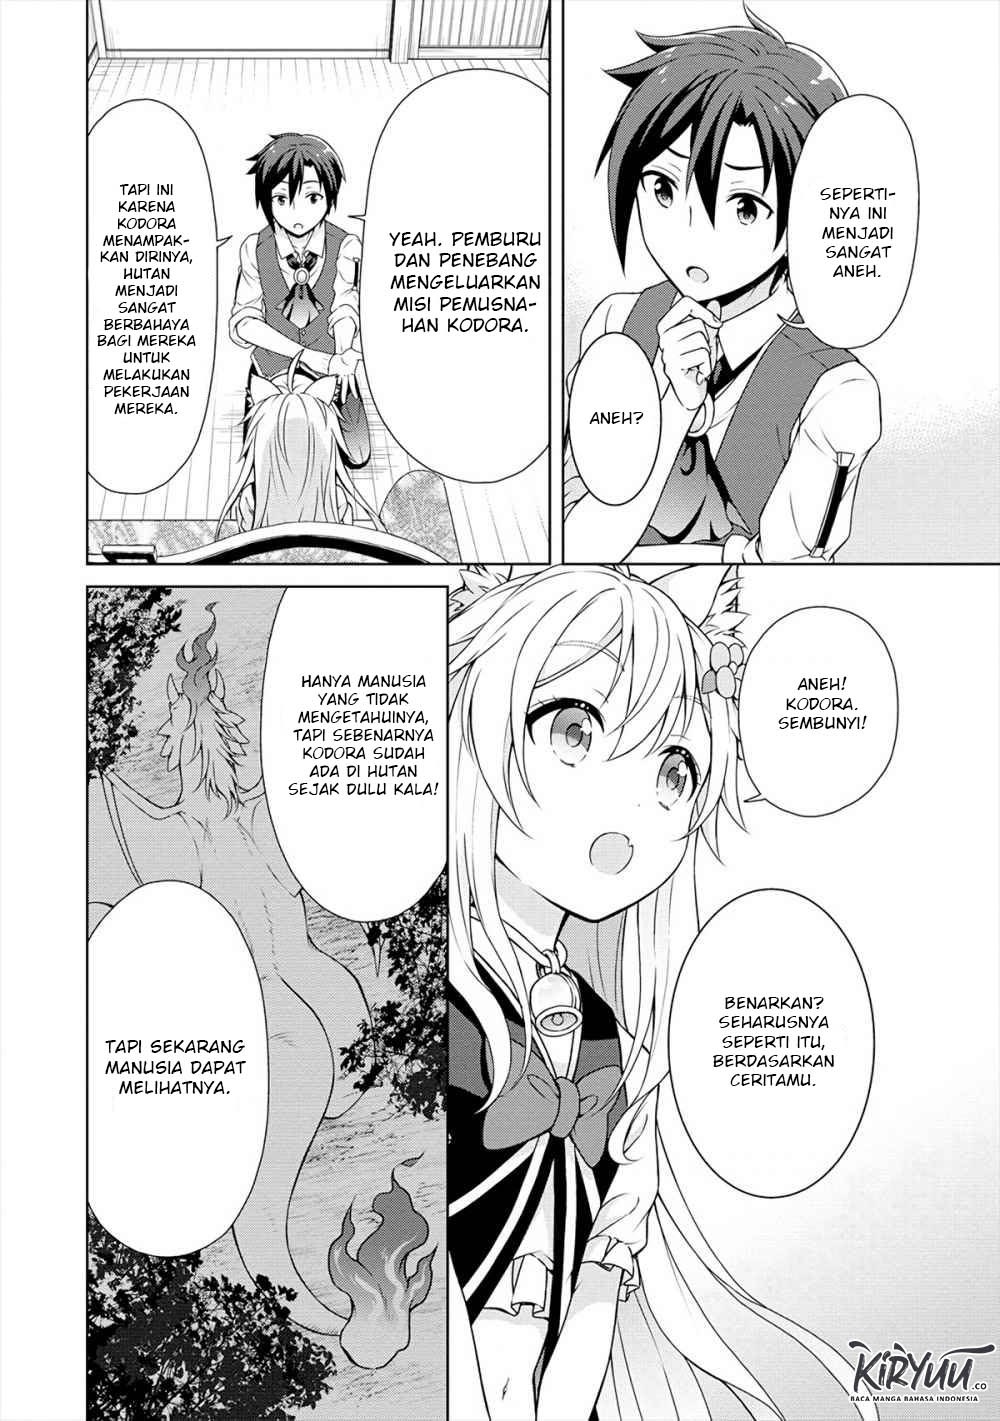 SEPERTI-
NYA INI
MENJADI
SANGAT
ANEH.
ANEH?
YEAH. PEMBURU
DAN PENEBANG
MENGELUARKAN
MISI PEMUSNA-
HAN KODORA.
TAPI INI
KARENA
KODORA
MENAMPAK-
KAN DIRINYA,
HUTAN
MENJADI
SANGAT
BERBAHAYA
BAGI MEREKA
UNTUK
MELAKUKAN
PEKERJAAN
MEREKA.
ANEH!
KODORA.
SEMBUNYI!
BENARKAN?
SEHARUSNYA
SEPERTI ITU,
BERDASARKAN
CERITAMU.
HANYA MANUSIA
YANG TIDAK
MENGETAHUINYA,
TAPI SEBENARNYA
KODORA SUDAH
ADA DI HUTAN
SEJAK DULU KALA!
TAPI SEKARANG
MANUSIA DAPAT
MELIHATNYA.
KIRYUU.CO
BACA MANGA BAHASA INDONESIA